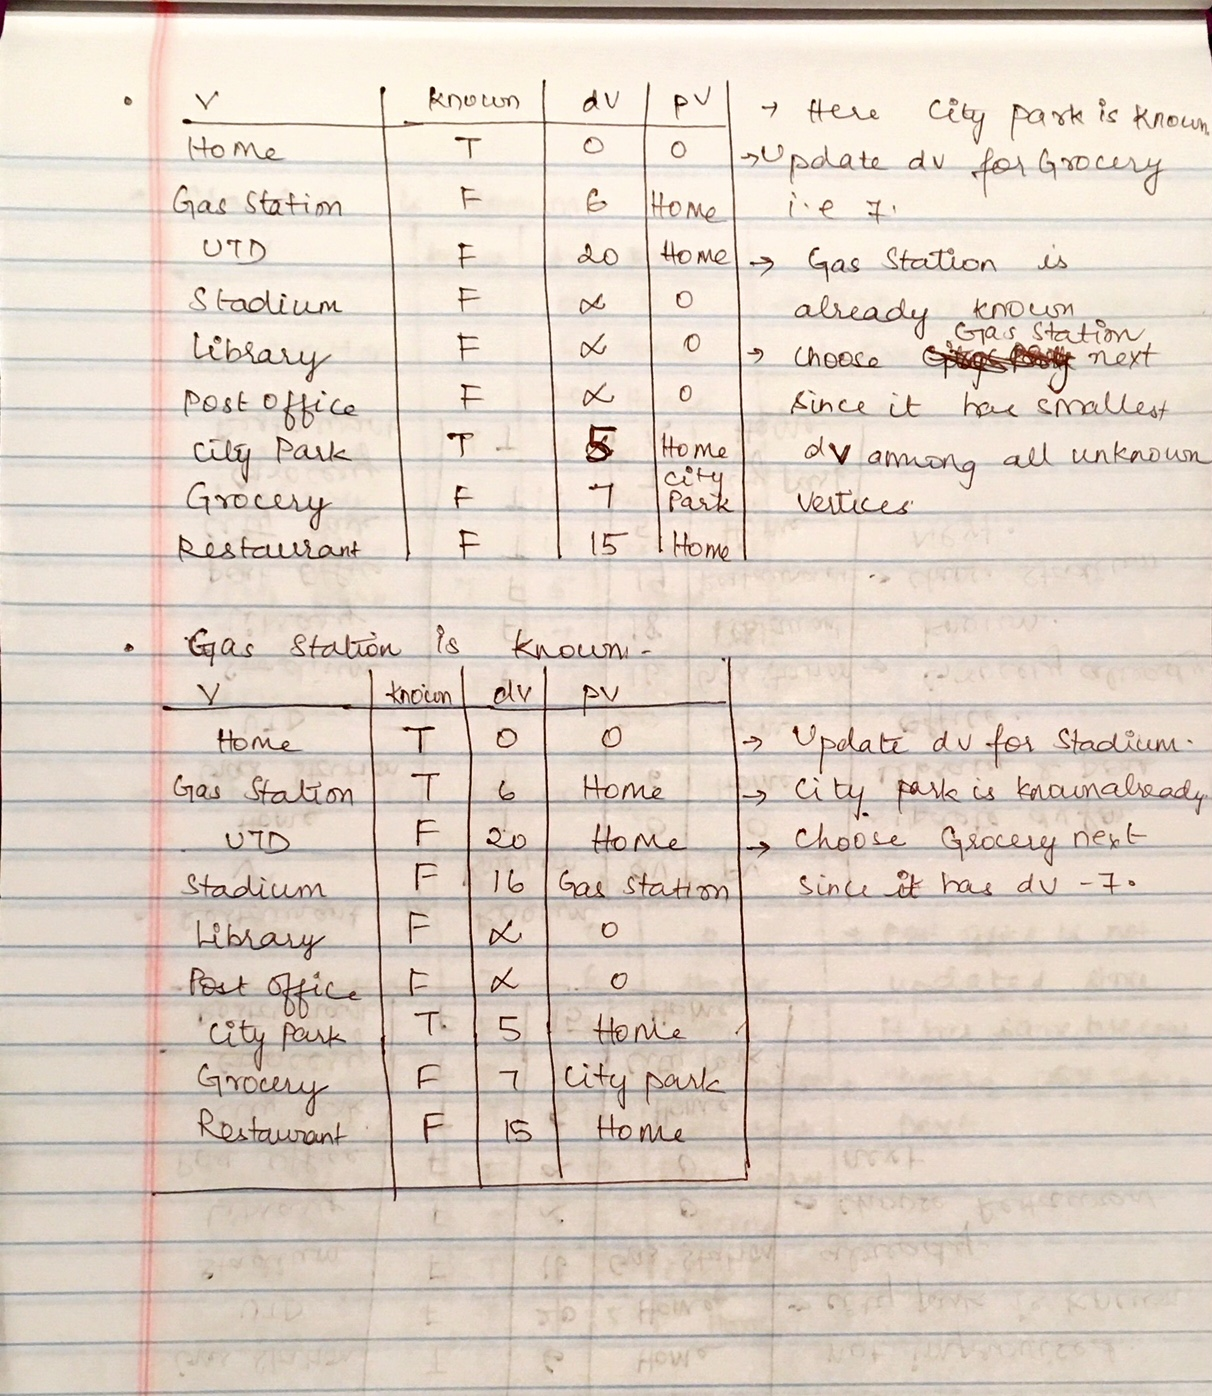 V known dv pv
Home T 0 0
Gas Station F 6 Home
UTD F 20 Home
Stadium F ∝ 0
Library F ∝ 0
Post office F ∝ 0
City Park T 5 Home
Grocery F 7 City Park
Restaurant F 15 Home
→ Here City park is known
→ Update dv for Grocery
i.e 7.
→ Gas Station is
already known
→ choose Gas Station next
since it has smallest
dv among all unknown
vertices.
• Gas Station is known.
V known dv pv
Home T 0 0
Gas Station T 6 Home
UTD F 20 Home
Stadium F 16 Gas Station
Library F ∝ 0
Post office F ∝ 0
City park T. 5 Home
Grocery F 7 City park
Restaurant F 15 Home
→ Update dv for Stadium.
→ City park is known already
→ Choose Grocery next
since it has dv - 7.